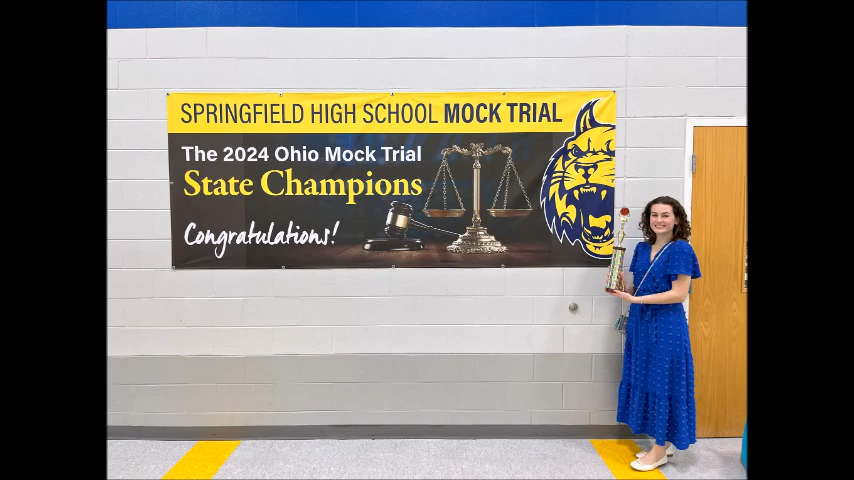 SPRINGFIELD HIGH SCHOOL MOCK TRIAL
The 2024 Ohio Mock Trial
State Champions
Congratulations!